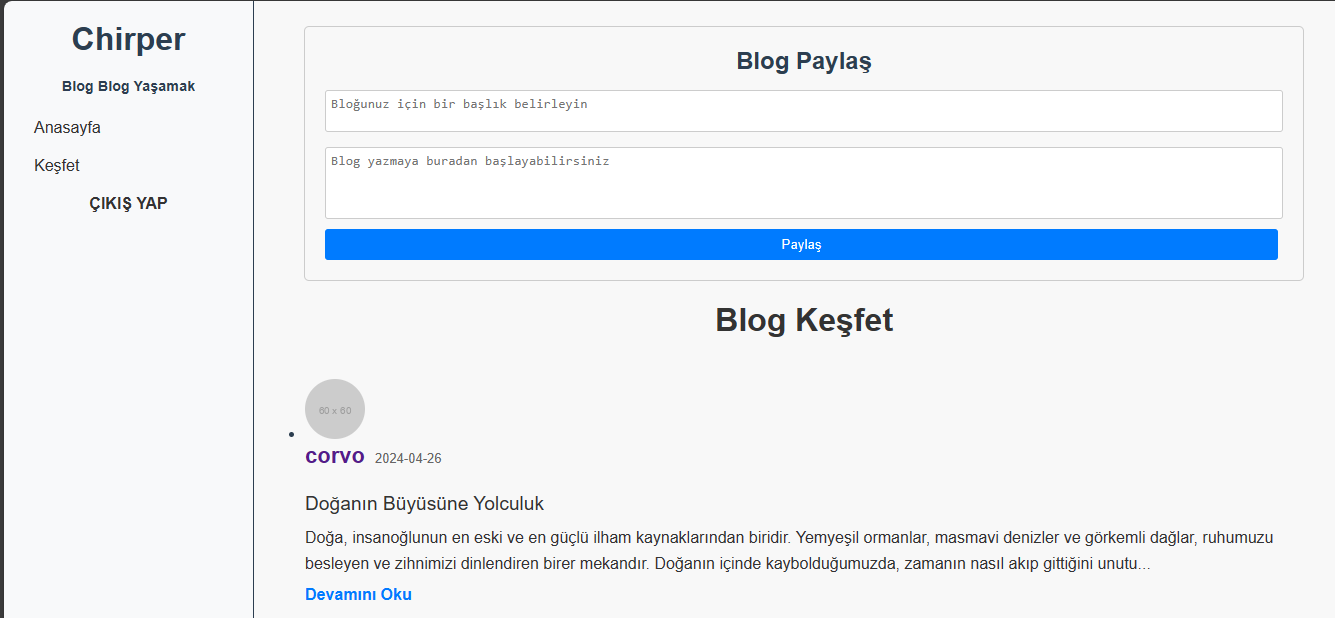 Chirper
Blog Blog Yaşamak
Anasayfa
Keşfet
ÇIKIŞ YAP
Blog Paylaş
Bloğunuz için bir başlık belirleyin
Blog yazmaya buradan başlayabilirsiniz
Paylaş
Blog Keşfet
60 x 60
corvo 2024-04-26
Doğanın Büyüsüne Yolculuk
Doğa, insanoğlunun en eski ve en güçlü ilham kaynaklarından biridir. Yemyeşil ormanlar, masmavi denizler ve görkemli dağlar, ruhumuzu
besleyen ve zihnimizi dinlendiren birer mekandır. Doğanın içinde kaybolduğumuzda, zamanın nasıl akıp gittiğini unutu...
Devamını Oku